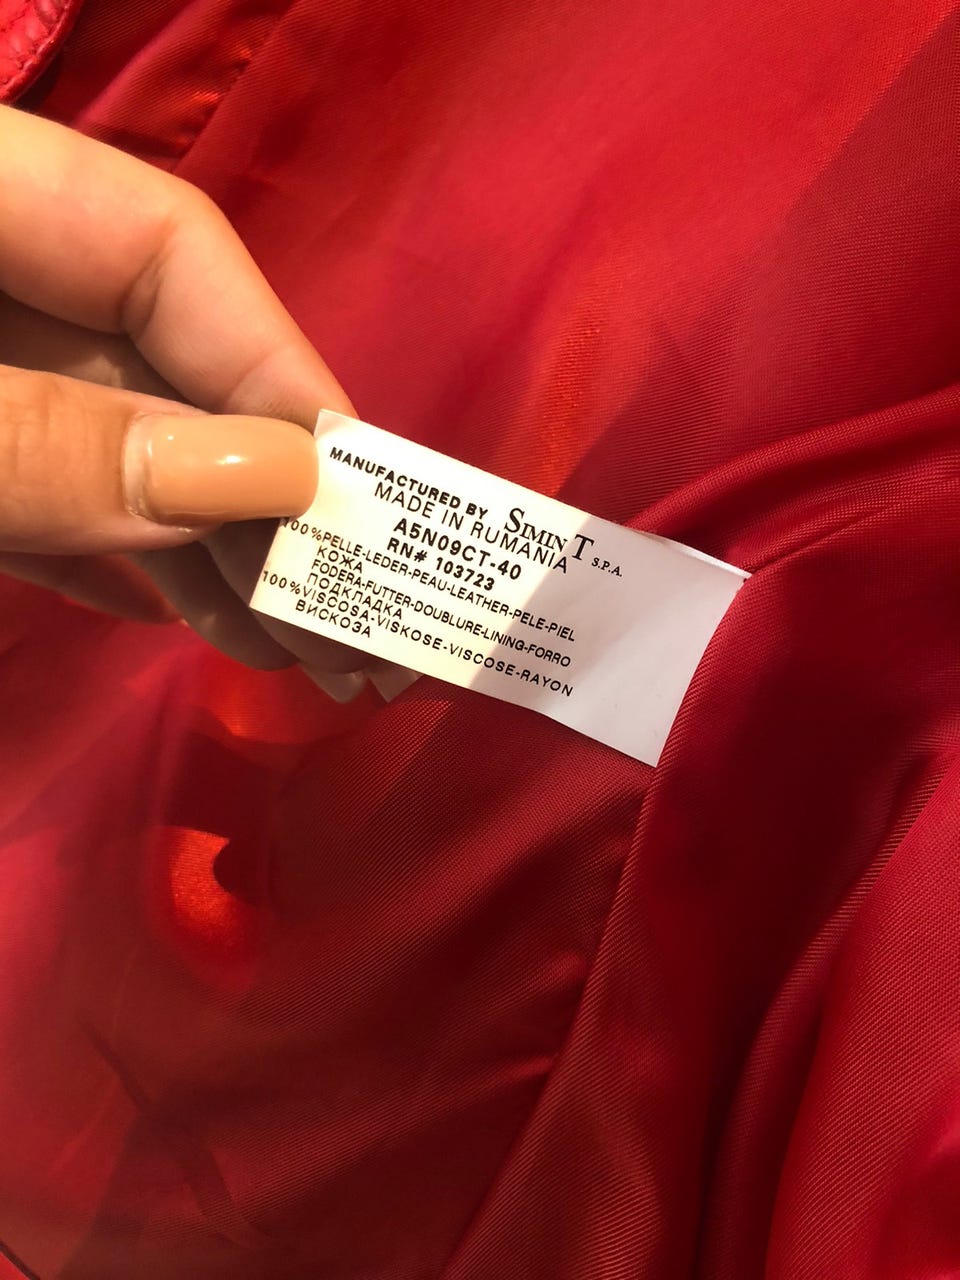 MANUFACTURED BY SIMINT S.P.A.
MADE IN RUMANIA
A5N09CT-40
RN# 103723
100%PELLE-LEDER-PEAU-LEATHER-PELE-PIEL
КОЖА
FODERA-FUTTER-DOUBLURE-LINING-FORRO
ПОДКЛАДКА
100%VISCOSA-VISKOSE-VISCOSE-RAYON
ВИСКОЗА